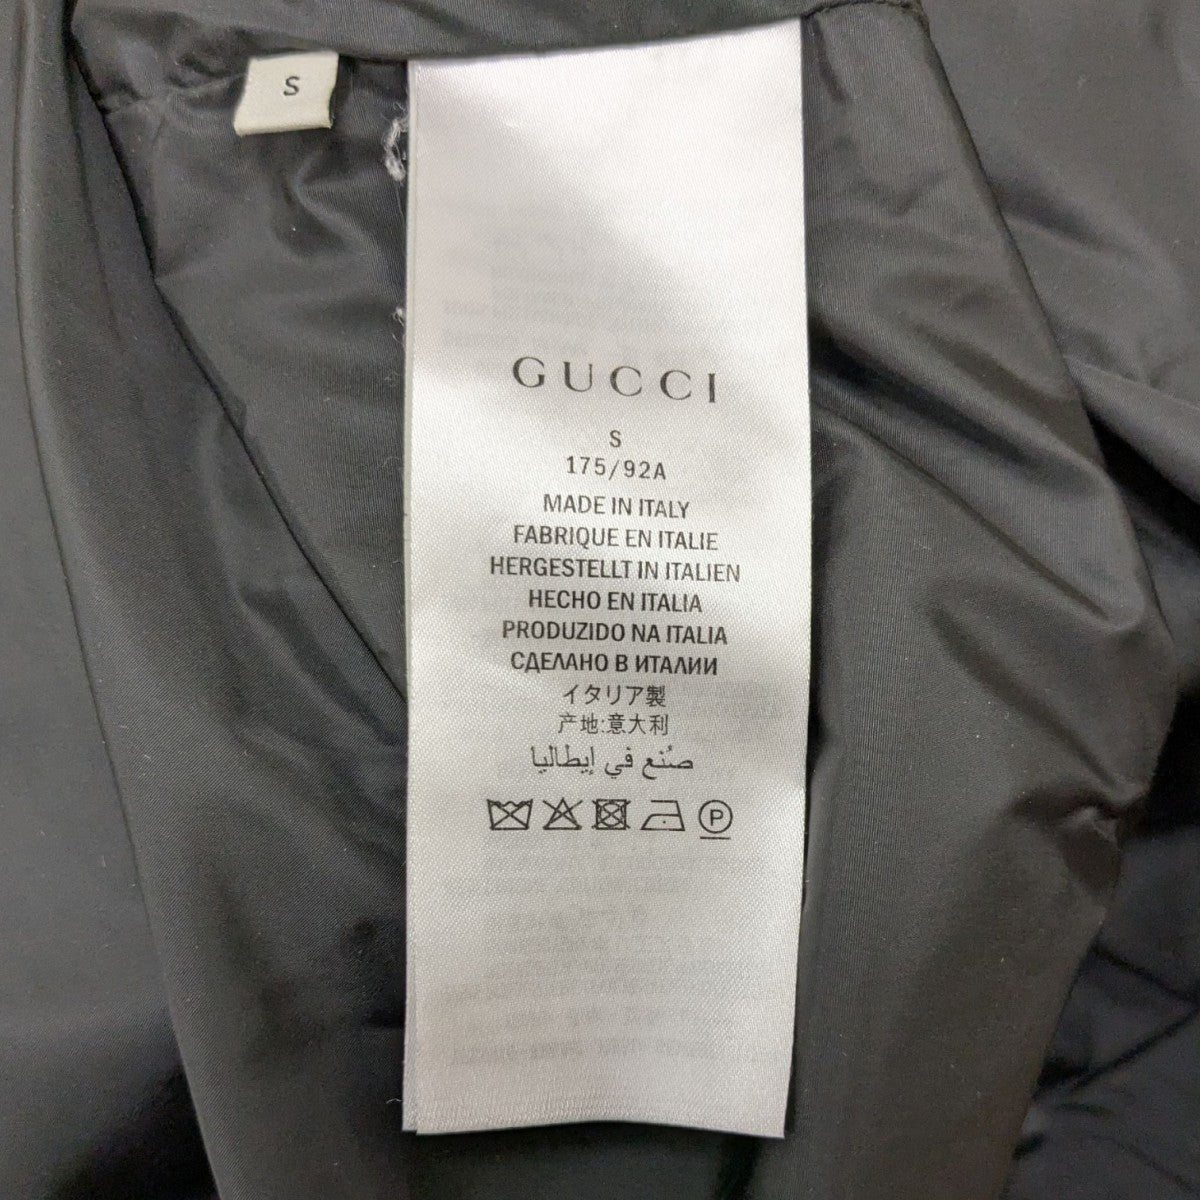 S
GUCCI
S
175/92A
MADE IN ITALY
FABRIQUE EN ITALIE
HERGESTELLT IN ITALIEN
HECHO EN ITALIA
PRODUZIDO NA ITALIA
СДЕЛАНО В ИТАЛИИ
イタリア製
产地:意大利
صُنع في إيطاليا
P